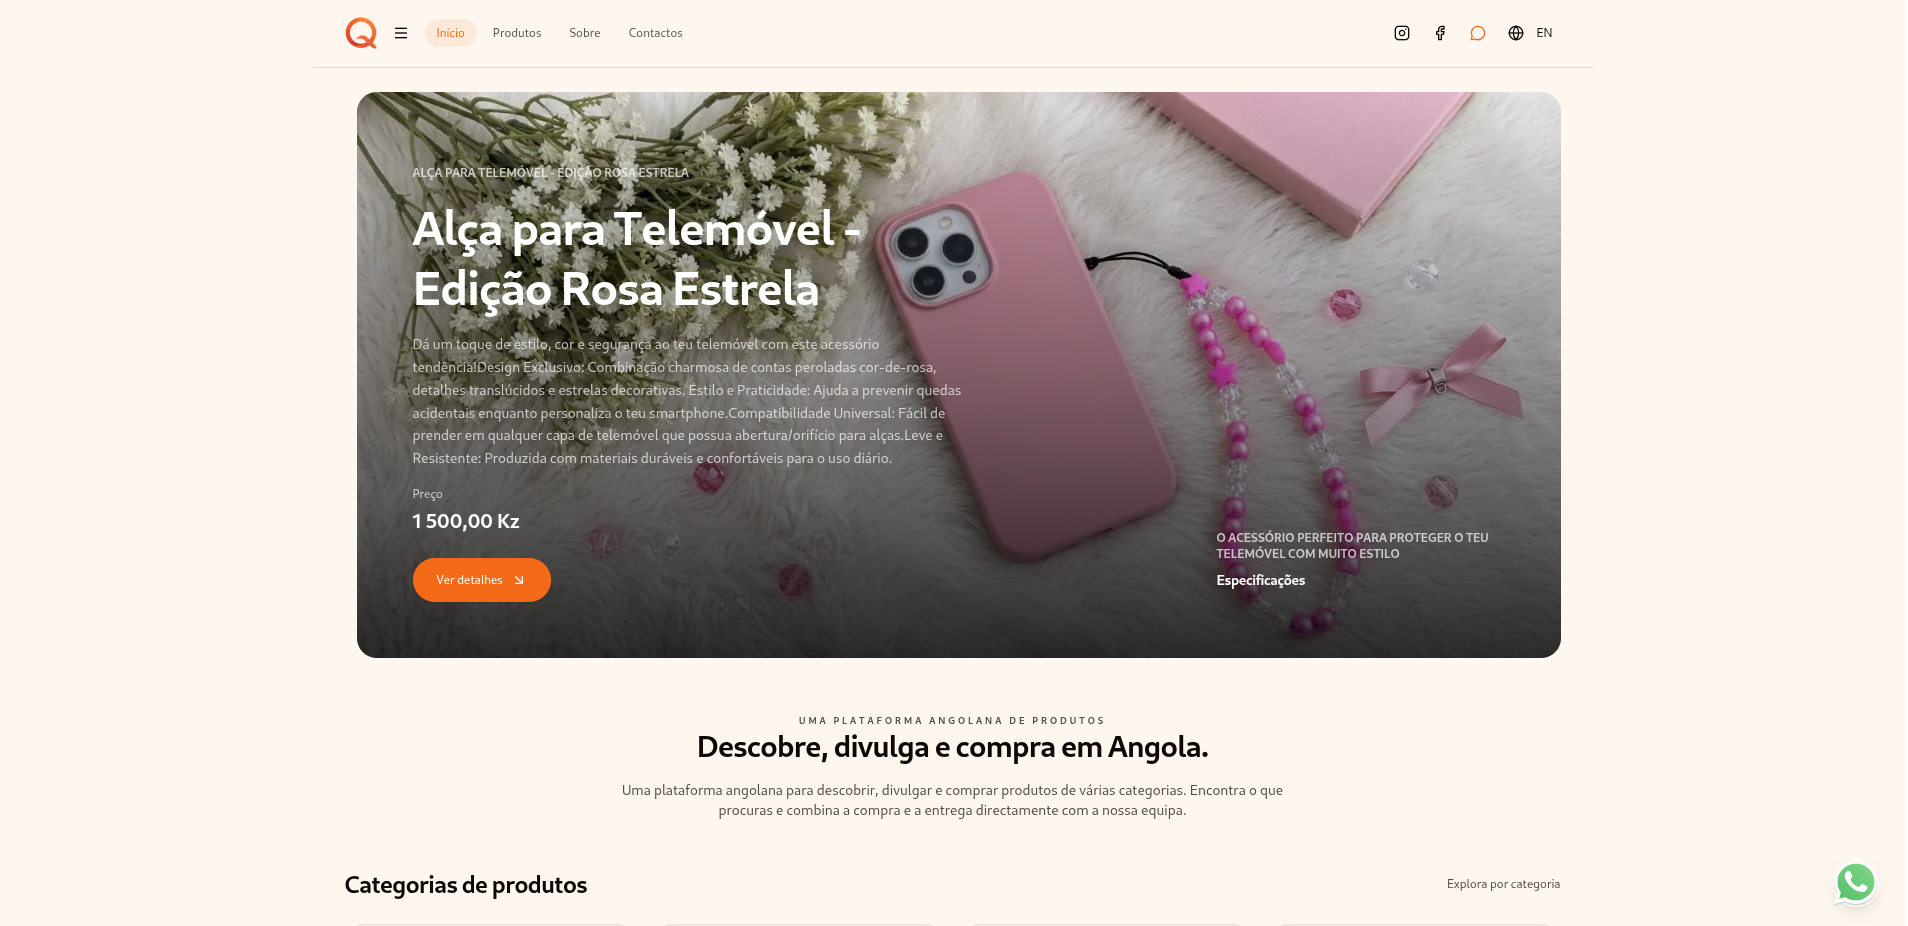 Início
Produtos
Sobre
Contactos
EN
ALÇA PARA TELEMÓVEL - EDIÇÃO ROSA ESTRELA
Alça para Telemóvel -
Edição Rosa Estrela
Dá um toque de estilo, cor e segurança ao teu telemóvel com este acessório
tendência!Design Exclusivo: Combinação charmosa de contas peroladas cor-de-rosa,
detalhes translúcidos e estrelas decorativas. Estilo e Praticidade: Ajuda a prevenir quedas
acidentais enquanto personaliza o teu smartphone.Compatibilidade Universal: Fácil de
prender em qualquer capa de telemóvel que possua abertura/orifício para alças.Leve e
Resistente: Produzida com materiais duráveis e confortáveis para o uso diário.
Preço
1 500,00 Kz
Ver detalhes
O ACESSÓRIO PERFEITO PARA PROTEGER O TEU
TELEMÓVEL COM MUITO ESTILO
Especificações
UMA PLATAFORMA ANGOLANA DE PRODUTOS
Descobre, divulga e compra em Angola.
Uma plataforma angolana para descobrir, divulgar e comprar produtos de várias categorias. Encontra o que
procuras e combina a compra e a entrega directamente com a nossa equipa.
Categorias de produtos
Explora por categoria